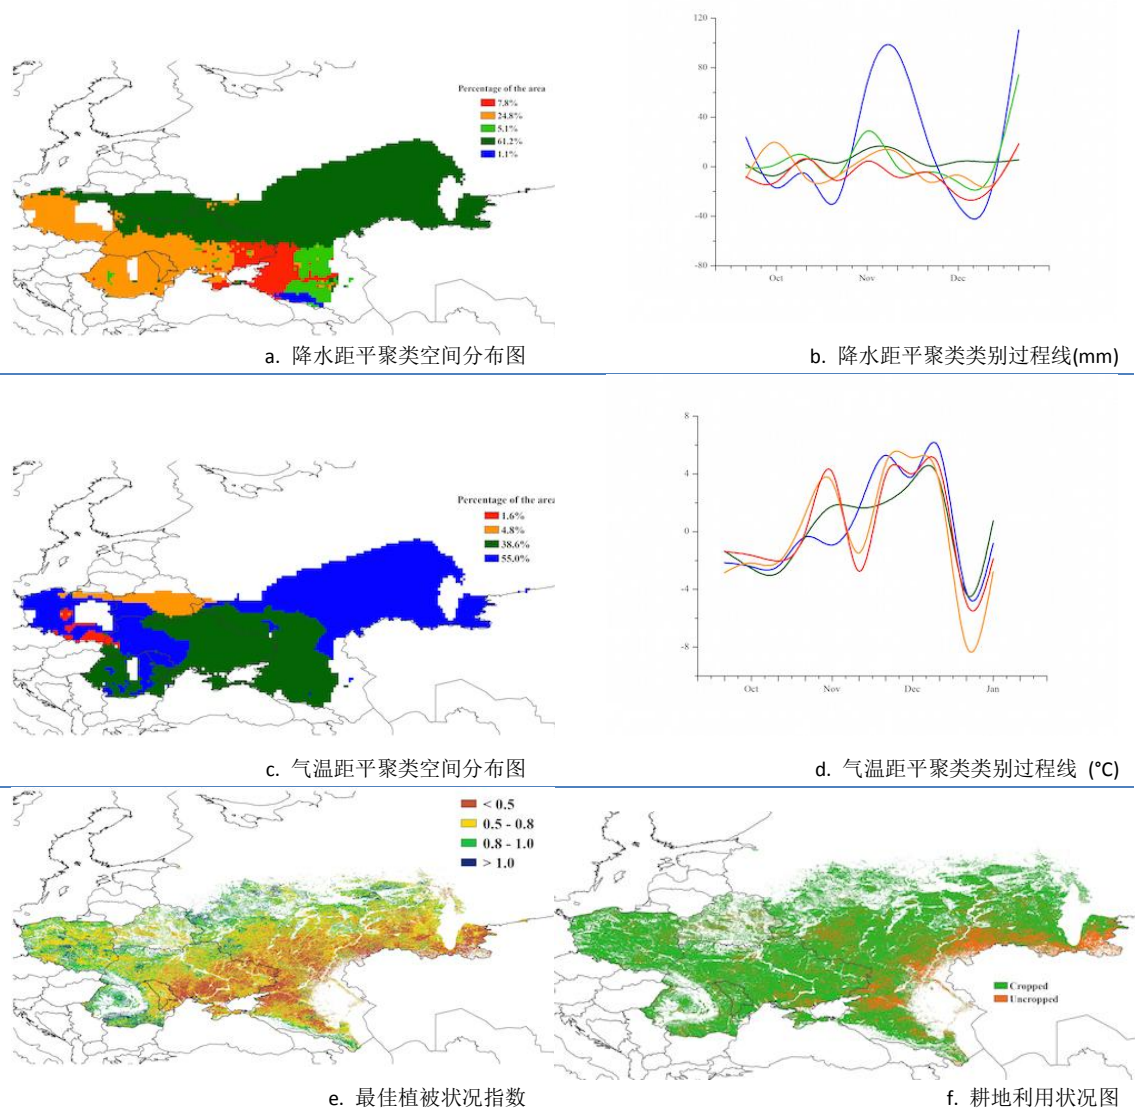 Percentage of the area
7.8%
24.8%
5.1%
61.2%
1.1%
120
80
40
0
-40
-80
Oct Nov Dec
a. 降水距平聚类空间分布图
b. 降水距平聚类类别过程线(mm)
Percentage of the area
1.6%
4.8%
38.6%
55.0%
8
4
0
-4
-8
Oct Nov Dec Jan
c. 气温距平聚类空间分布图
d. 气温距平聚类类别过程线 (°C)
< 0.5
0.5 - 0.8
0.8 - 1.0
> 1.0
Cropped
Uncropped
e. 最佳植被状况指数
f. 耕地利用状况图